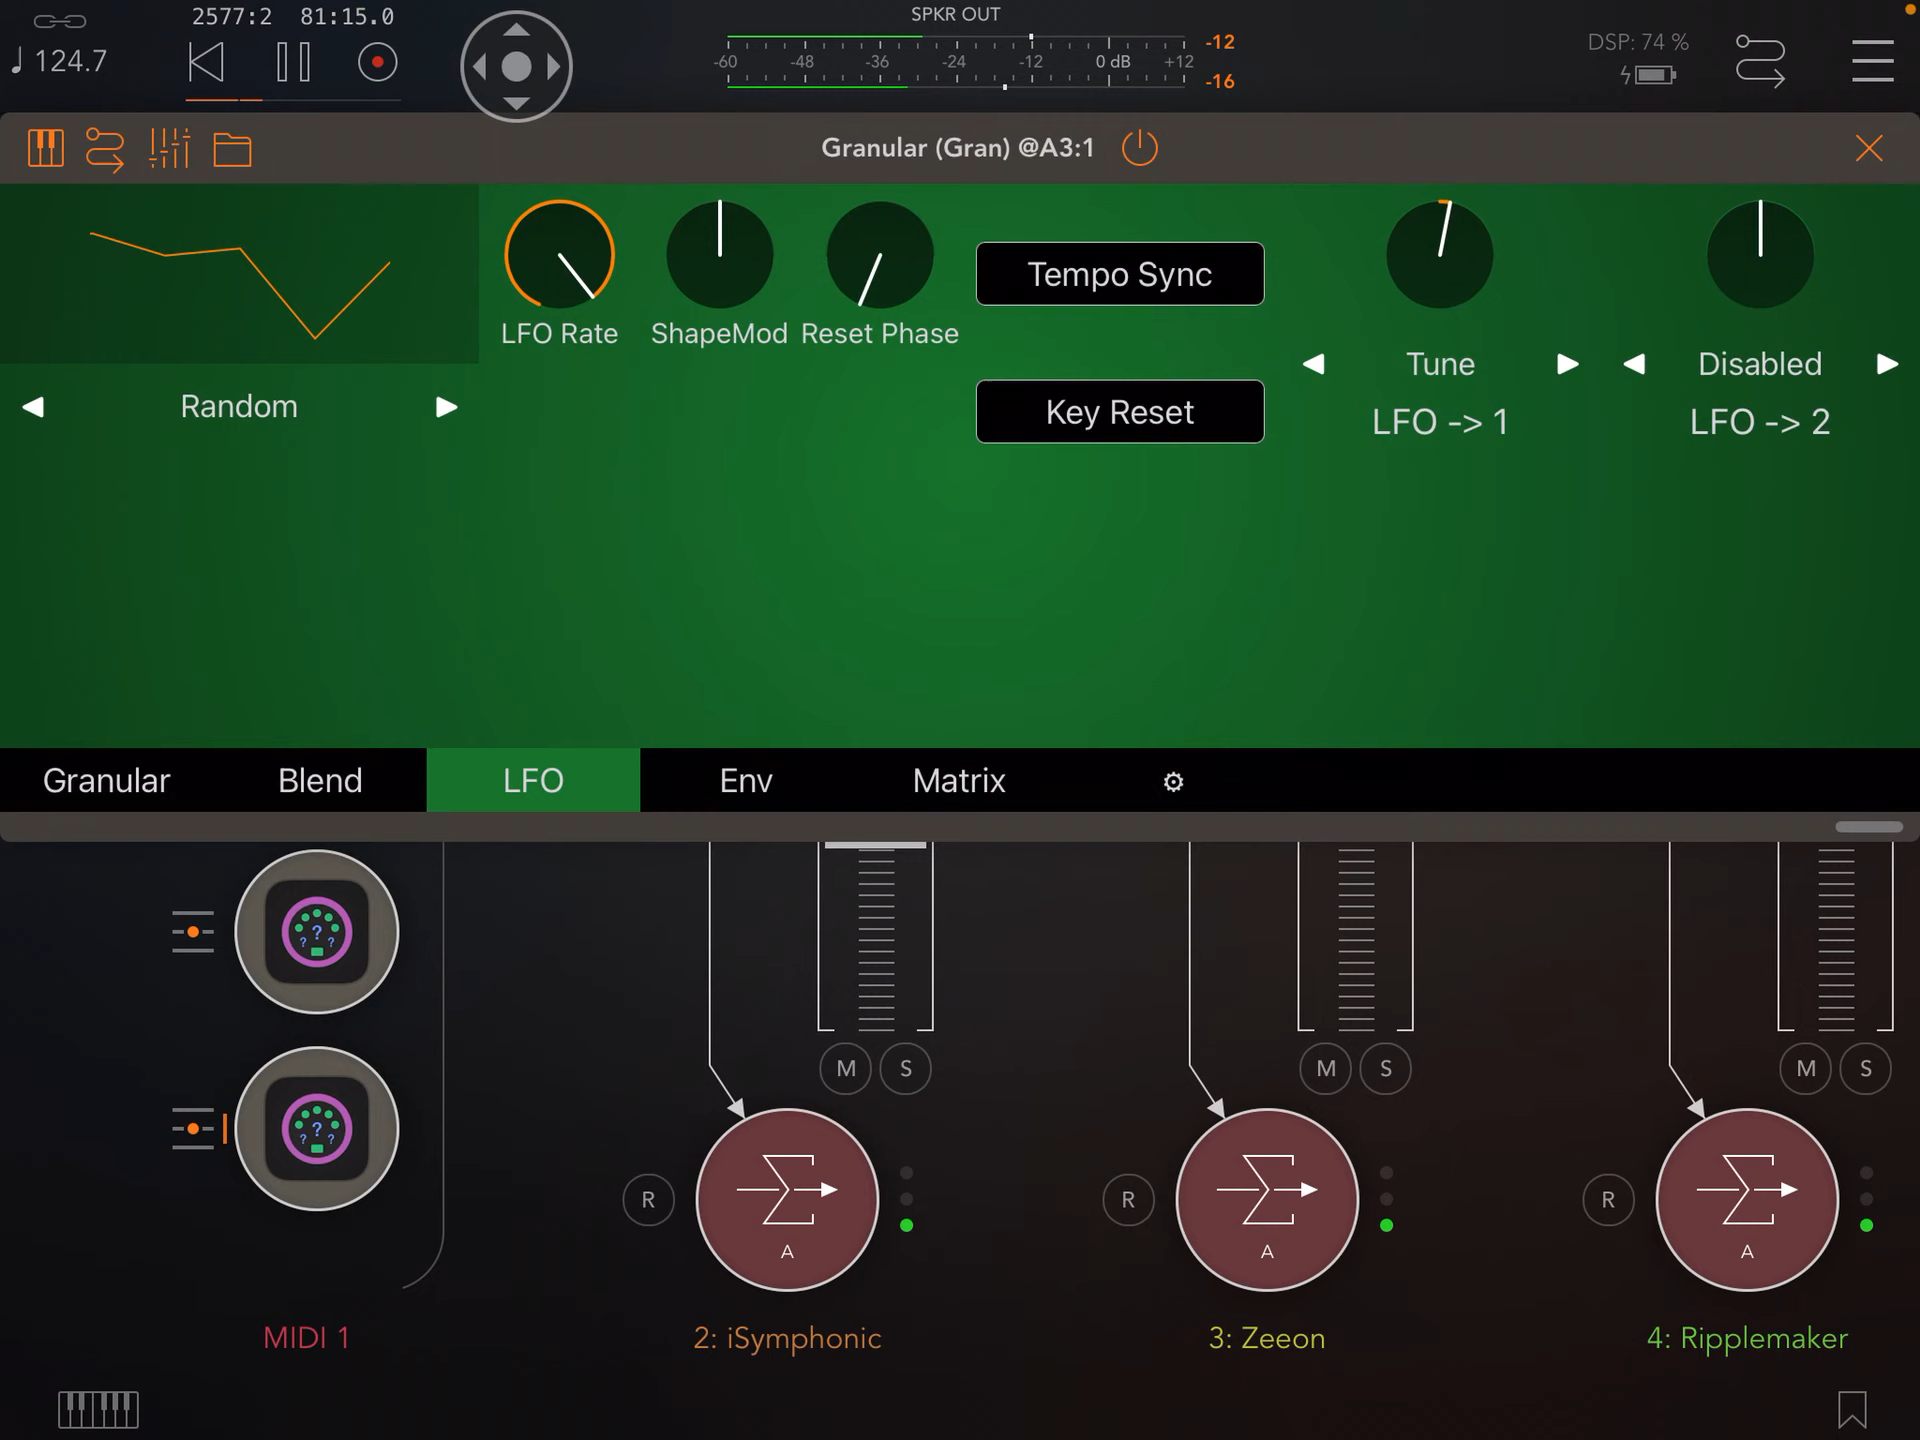 2577:2 81:15.0
SPKR OUT
124.7
-60 -48 -36 -24 -12 0 dB +12
-12
-16
DSP: 74 %
Granular (Gran) @A3:1
LFO Rate
ShapeMod
Reset Phase
Tempo Sync
Key Reset
Random
Tune
LFO -> 1
Disabled
LFO -> 2
Granular
Blend
LFO
Env
Matrix
? ? ?
M S
M S
M S
? ? ?
R
A
R
A
R
A
MIDI 1
2: iSymphonic
3: Zeeon
4: Ripplemaker